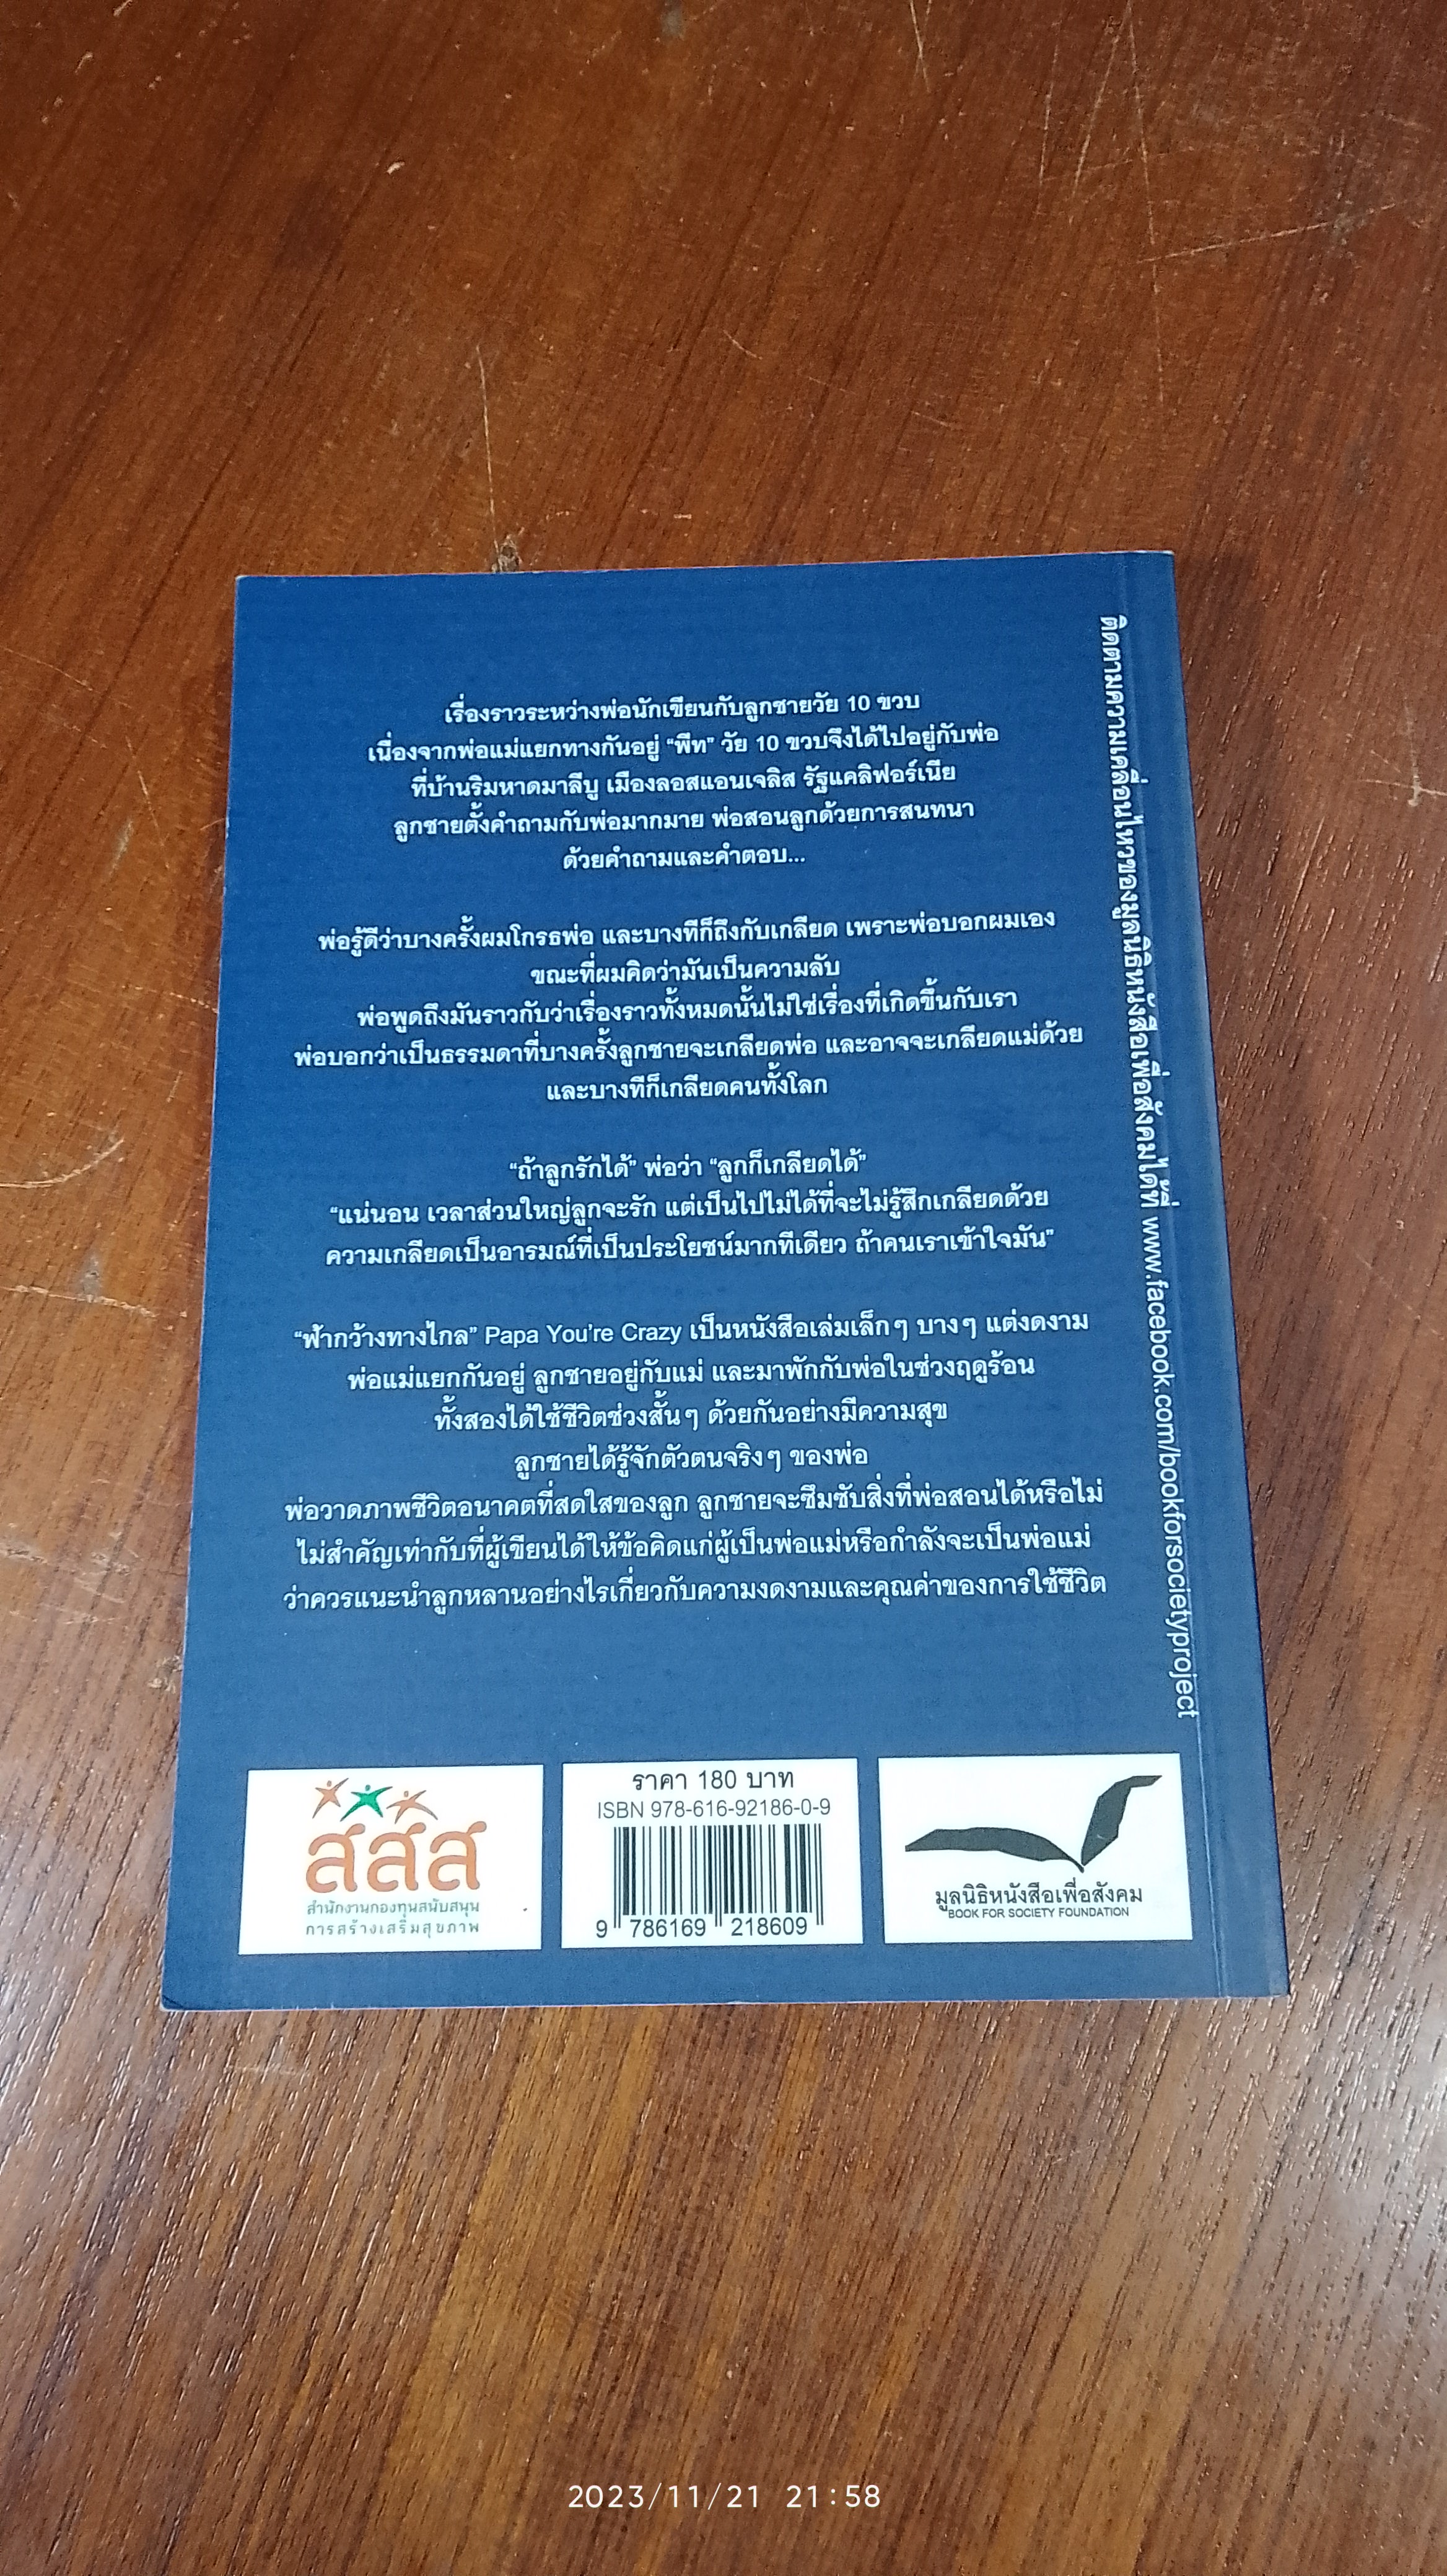 เรื่องราวระหว่างพ่อนักเขียนกับลูกชายวัย 10 ขวบ
เนื่องจากพ่อแม่แยกทางกันอยู่ “พีท” วัย 10 ขวบจึงได้ไปอยู่กับพ่อ
ที่บ้านริมหาดมาลีบู เมืองลอสแอนเจลิส รัฐแคลิฟอร์เนีย
ลูกชายตั้งคำถามกับพ่อมากมาย พ่อสอนลูกด้วยการสนทนา
ด้วยคำถามและคำตอบ...
พ่อรู้ดีว่าบางครั้งผมโกรธพ่อ และบางทีก็ถึงกับเกลียด เพราะพ่อบอกผมเอง
ขณะที่ผมคิดว่ามันเป็นความลับ
พ่อพูดถึงมันราวกับว่าเรื่องราวทั้งหมดนั้นไม่ใช่เรื่องที่เกิดขึ้นกับเรา
พ่อบอกว่าเป็นธรรมดาที่บางครั้งลูกชายจะเกลียดพ่อ และอาจจะเกลียดแม่ด้วย
และบางทีก็เกลียดคนทั้งโลก
“ถ้าลูกรักได้” พ่อว่า “ลูกก็เกลียดได้”
“แน่นอน เวลาส่วนใหญ่ลูกจะรัก แต่เป็นไปไม่ได้ที่จะไม่รู้สึกเกลียดด้วย
ความเกลียดเป็นอารมณ์ที่เป็นประโยชน์มากทีเดียว ถ้าคนเราเข้าใจมัน”
“ฟ้ากว้างทางไกล” Papa You’re Crazy เป็นหนังสือเล่มเล็กๆ บางๆ แต่งดงาม
พ่อแม่แยกกันอยู่ ลูกชายอยู่กับแม่ และมาพักกับพ่อในช่วงฤดูร้อน
ทั้งสองได้ใช้ชีวิตช่วงสั้นๆ ด้วยกันอย่างมีความสุข
ลูกชายได้รู้จักตัวตนจริงๆ ของพ่อ
พ่อวาดภาพชีวิตอนาคตที่สดใสของลูก ลูกชายจะซึมซับสิ่งที่พ่อสอนได้หรือไม่
ไม่สำคัญเท่ากับที่ผู้เขียนได้ให้ข้อคิดแก่ผู้เป็นพ่อแม่หรือกำลังจะเป็นพ่อแม่
ว่าควรแนะนำลูกหลานอย่างไรเกี่ยวกับความงดงามและคุณค่าของการใช้ชีวิต
ติดตามความเคลื่อนไหวของมูลนิธิหนังสือเพื่อสังคมได้ที่ www.facebook.com/bookforsocietyproject
สสส
สำนักงานกองทุนสนับสนุน
การสร้างเสริมสุขภาพ
ราคา 180 บาท
ISBN 978-616-92186-0-9
9 786169 218609
มูลนิธิหนังสือเพื่อสังคม
BOOK FOR SOCIETY FOUNDATION
2023/11/21 21:58